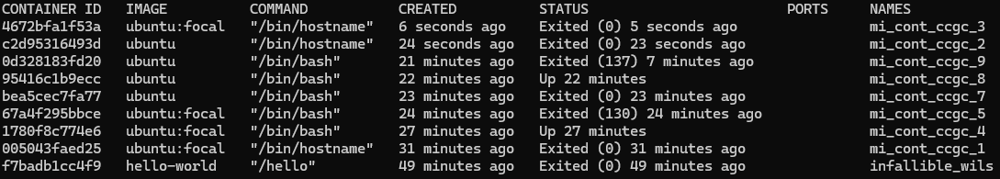 CONTAINER ID   IMAGE          COMMAND           CREATED          STATUS                        PORTS     NAMES
4672bfa1f53a   ubuntu:focal   "/bin/hostname"   6 seconds ago    Exited (0) 5 seconds ago                mi_cont_ccgc_3
c2d95316493d   ubuntu         "/bin/hostname"   24 seconds ago   Exited (0) 23 seconds ago               mi_cont_ccgc_2
0d328183fd20   ubuntu         "/bin/bash"       21 minutes ago   Exited (137) 7 minutes ago              mi_cont_ccgc_9
95416c1b9ecc   ubuntu         "/bin/bash"       22 minutes ago   Up 22 minutes                           mi_cont_ccgc_8
bea5cec7fa77   ubuntu         "/bin/bash"       23 minutes ago   Exited (0) 23 minutes ago               mi_cont_ccgc_7
67a4f295bbce   ubuntu:focal   "/bin/bash"       24 minutes ago   Exited (130) 24 minutes ago             mi_cont_ccgc_5
1780f8c774e6   ubuntu:focal   "/bin/bash"       27 minutes ago   Up 27 minutes                           mi_cont_ccgc_4
005043faed25   ubuntu:focal   "/bin/hostname"   31 minutes ago   Exited (0) 31 minutes ago               mi_cont_ccgc_1
f7badb1cc4f9   hello-world    "/hello"          49 minutes ago   Exited (0) 49 minutes ago               infallible_wils